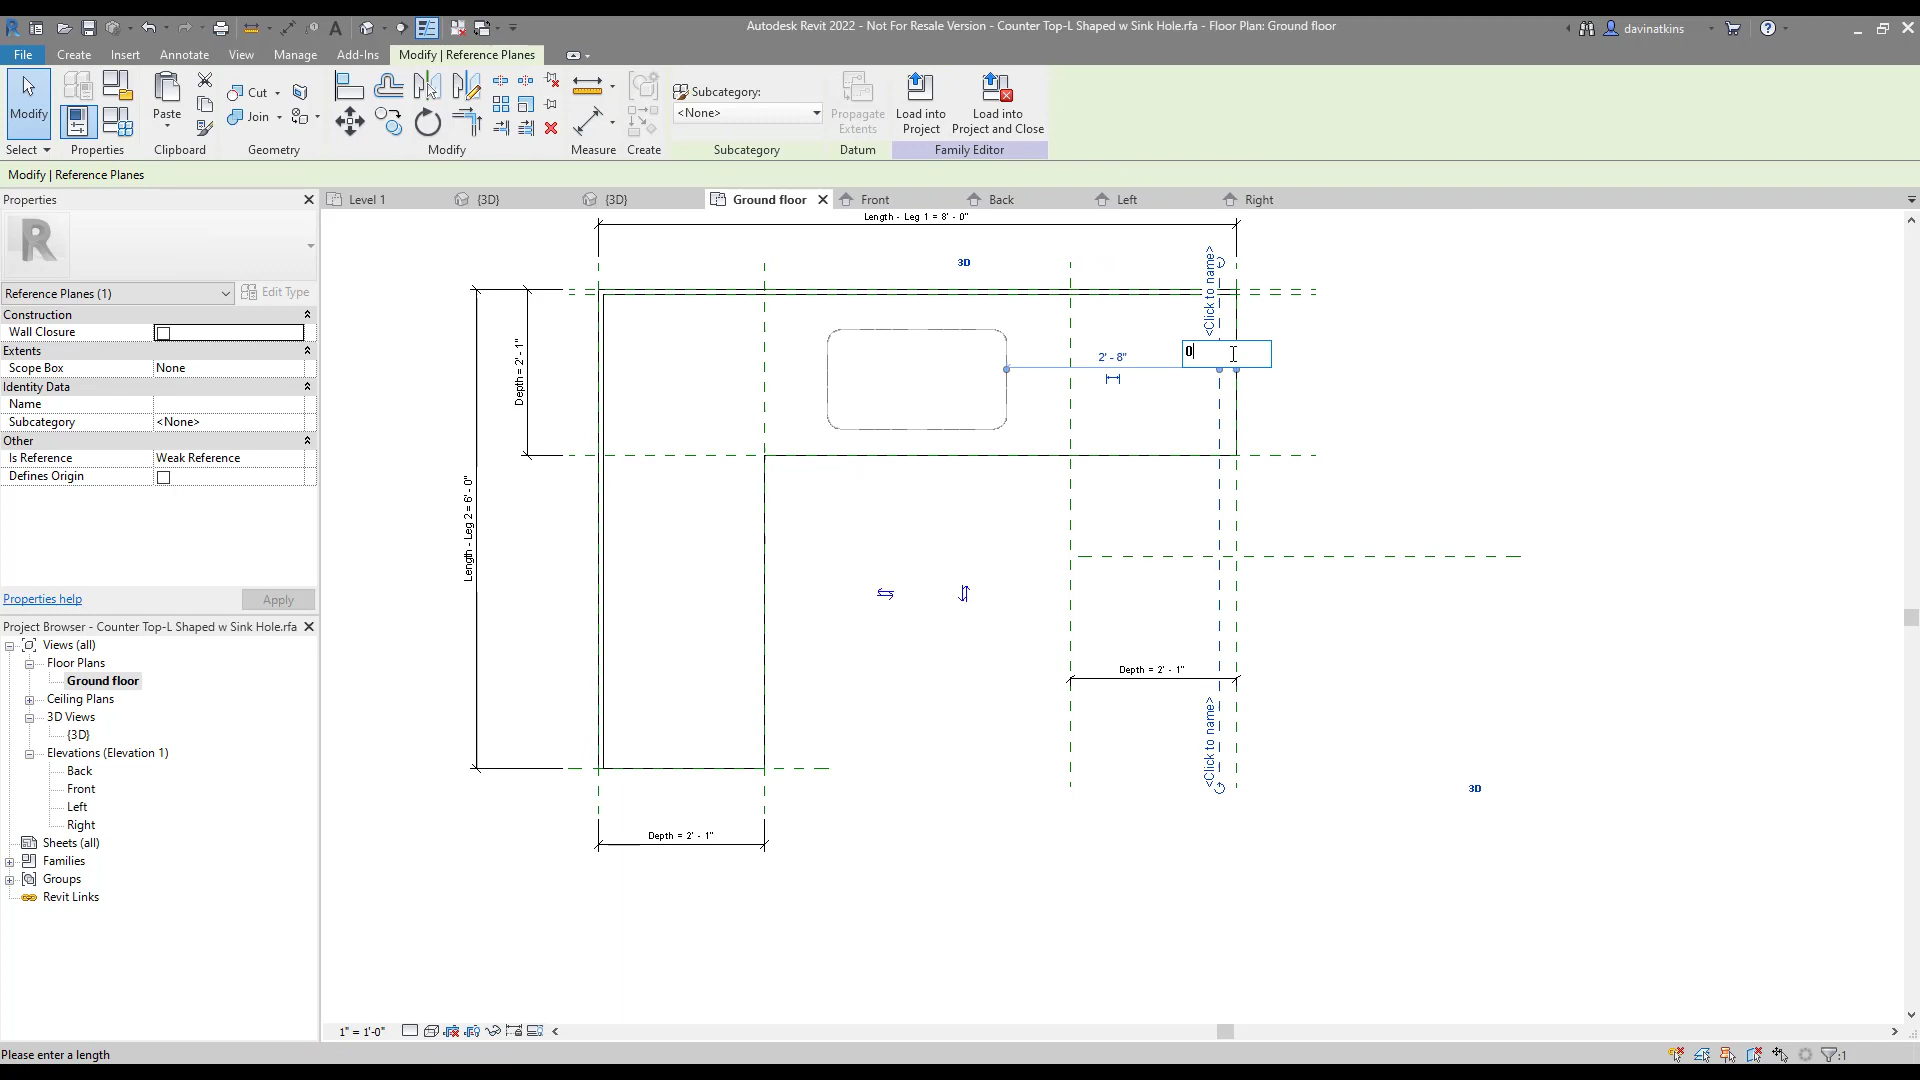 Autodesk Revit 2022 - Not For Resale Version - Counter Top-L Shaped w Sink Hole.rfa - Floor Plan: Ground floor
davinatkins
File
Create
Insert
Annotate
View
Manage
Add-Ins
Modify | Reference Planes
Modify
Paste
Cut
Join
Subcategory:
<None>
Propagate
Extents
Load into
Project
Load into
Project and Close
Select
Properties
Clipboard
Geometry
Modify
Measure
Create
Subcategory
Datum
Family Editor
Modify | Reference Planes
Properties
Level 1
{3D}
{3D}
Ground floor
Front
Back
Left
Right
R
Reference Planes (1)
Edit Type
Construction
Wall Closure
Extents
Scope Box
None
Identity Data
Name
Subcategory
<None>
Other
Is Reference
Weak Reference
Defines Origin
Properties help
Apply
Project Browser - Counter Top-L Shaped w Sink Hole.rfa
Views (all)
Floor Plans
Ground floor
Ceiling Plans
3D Views
{3D}
Elevations (Elevation 1)
Back
Front
Left
Right
Sheets (all)
Families
Groups
Revit Links
Length - Leg 1 = 8' - 0"
3D
<Click to name>
Depth = 2' - 1"
2' - 8"
0
Length - Leg 2 = 6' - 0"
Depth = 2' - 1"
<Click to name>
3D
Depth = 2' - 1"
1" = 1'-0"
Please enter a length
:1